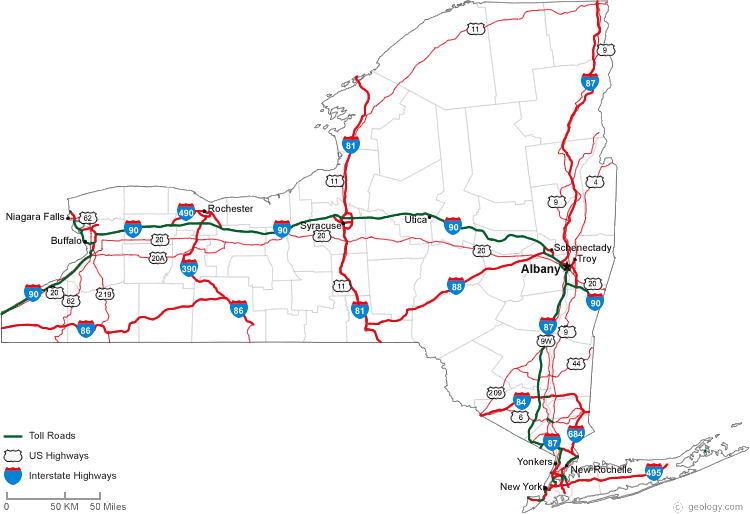 11
9
87
81
11
9
4
Niagara Falls
62
490
Rochester
90
90
Syracuse
20
Utica
90
Buffalo
20
20A
390
20
Schenectady
Troy
Albany
90
20
62
219
86
86
11
81
88
20
90
87
9
9W
44
209
84
6
87
684
Yonkers
New Rochelle
New York
495
Toll Roads
US Highways
Interstate Highways
0 50 KM 50 Miles
c geology.com